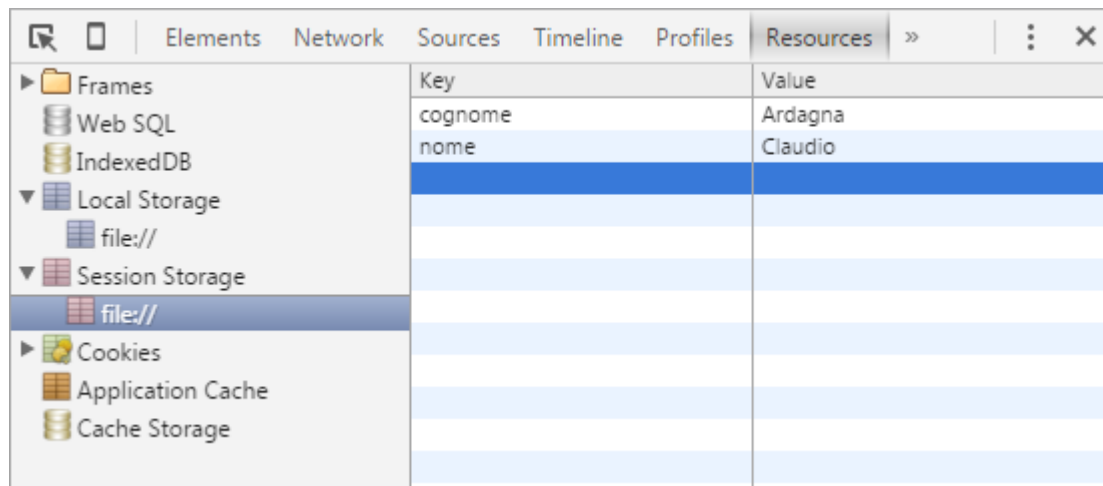 Elements Network Sources Timeline Profiles Resources »
Frames
Web SQL
IndexedDB
Local Storage
file://
Session Storage
file://
Cookies
Application Cache
Cache Storage
Key Value
cognome Ardagna
nome Claudio